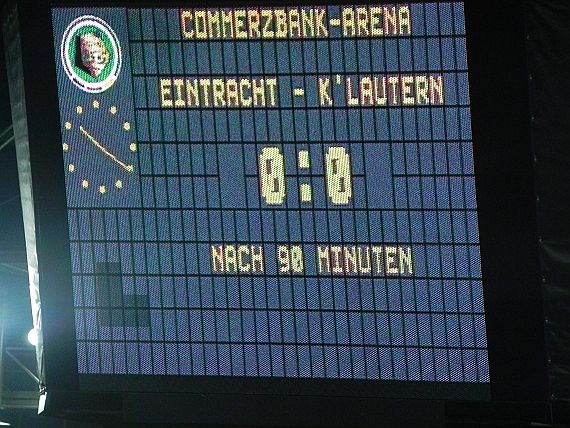 COMMERZBANK-ARENA
EINTRACHT - K'LAUTERN
0:0
NACH 90 MINUTEN